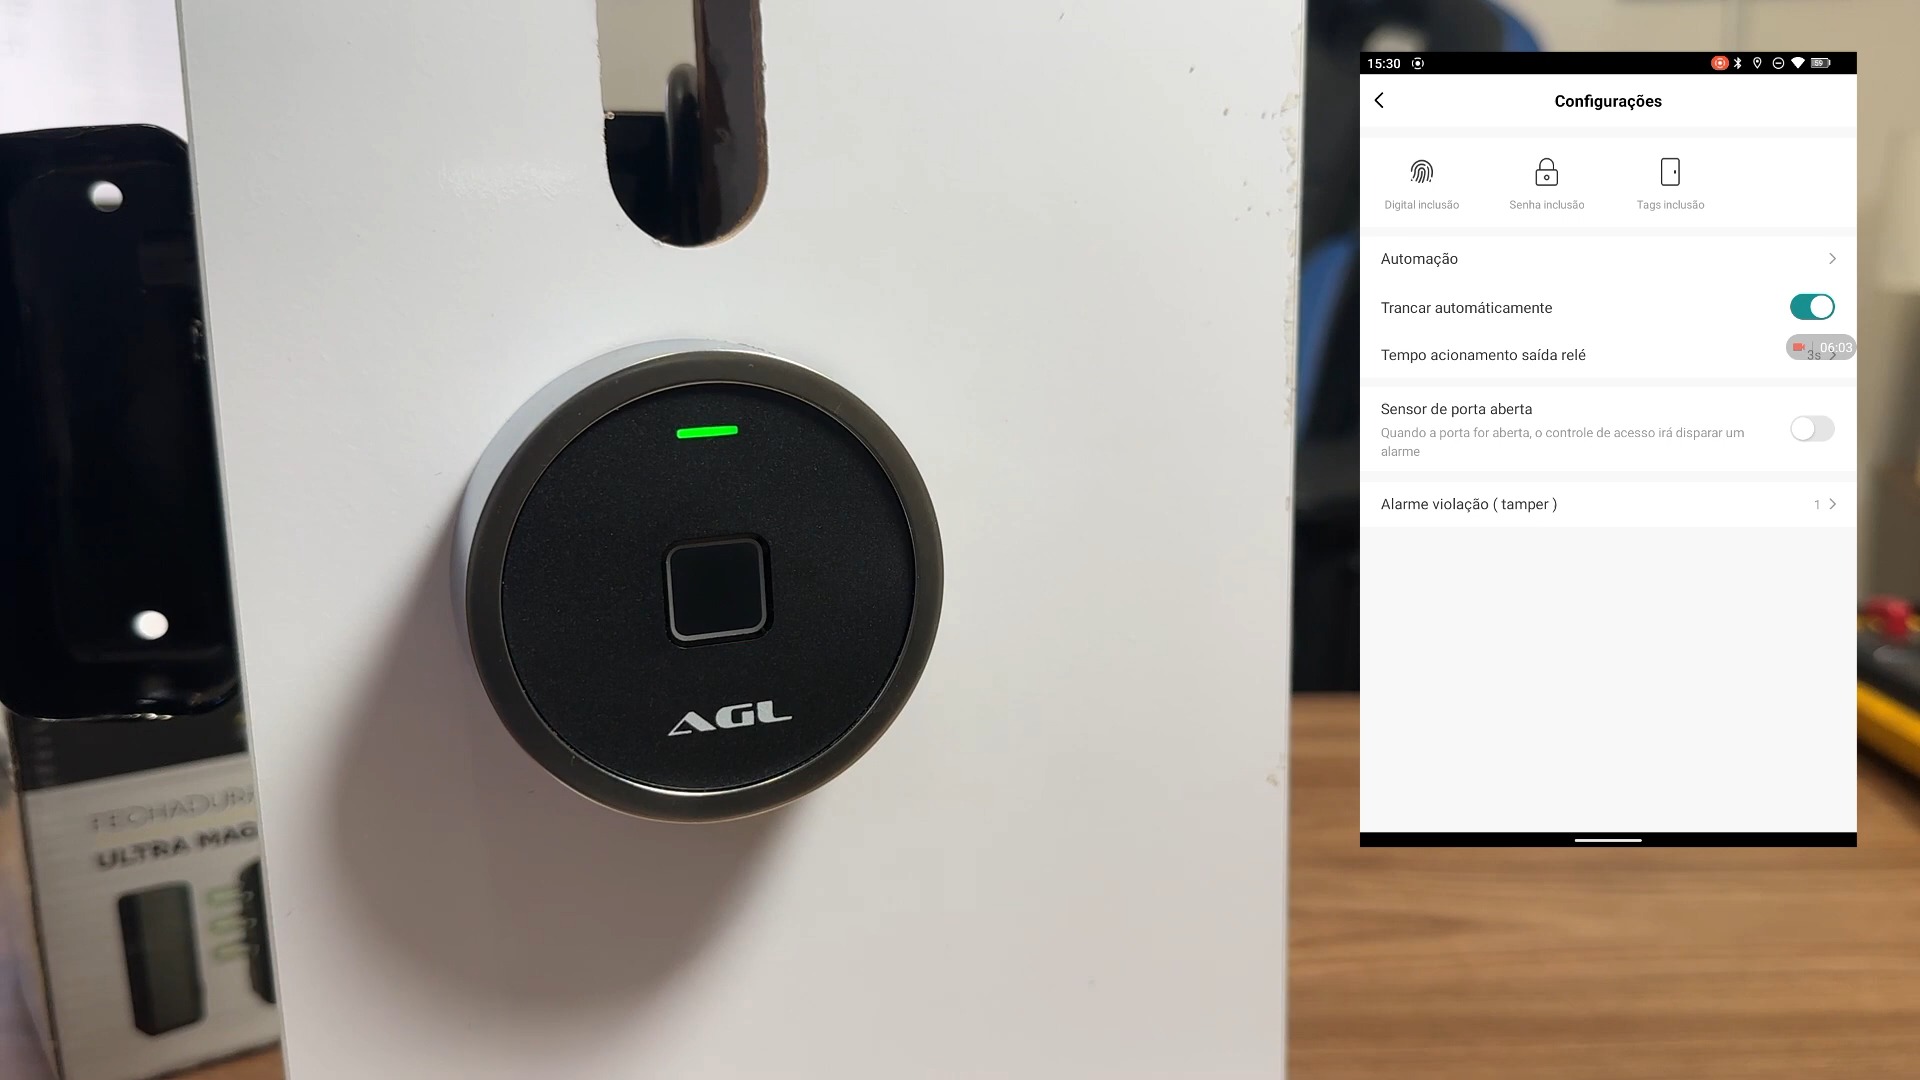 15:30
59
Configurações
Digital inclusão
Senha inclusão
Tags inclusão
Automação
Trancar automáticamente
06:03
Tempo acionamento saída relé
3s
Sensor de porta aberta
Quando a porta for aberta, o controle de acesso irá disparar um
alarme
Alarme violação ( tamper )
1
AGL
FECHADURA
ULTRA MAG